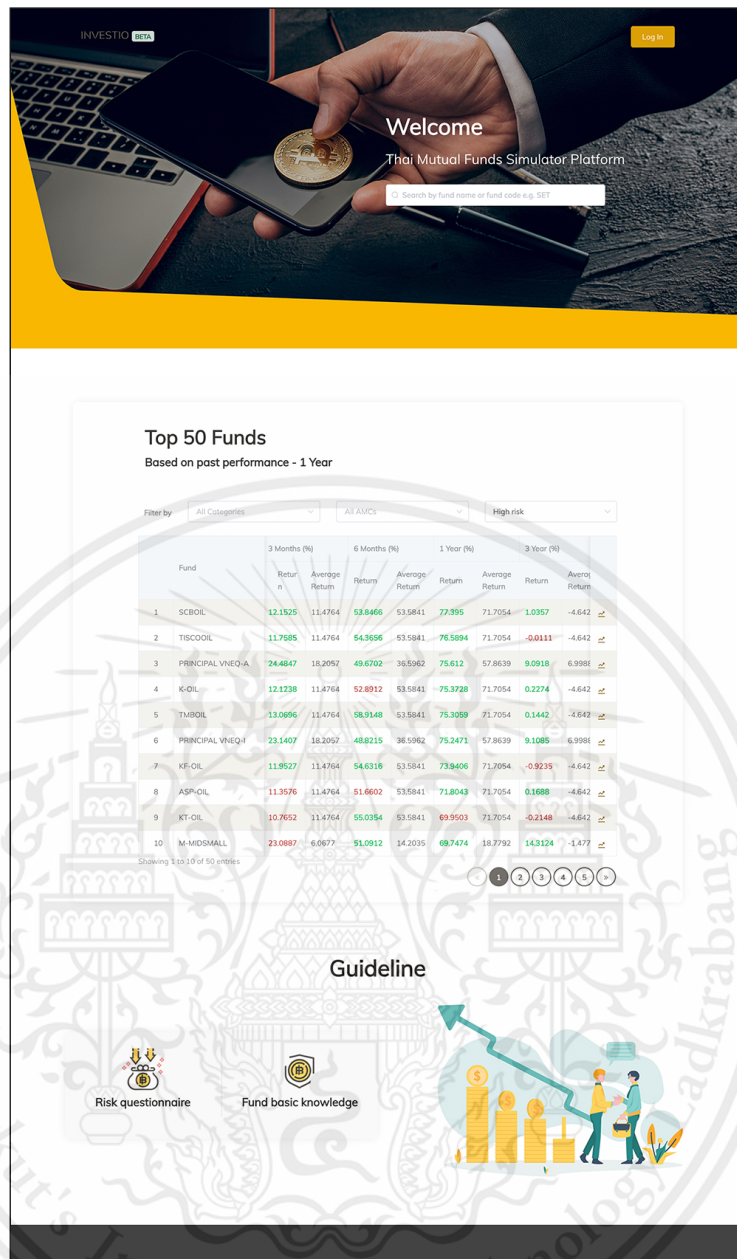 INVESTIO BETA
Log In
Welcome
Thai Mutual Funds Simulator Platform
Search by fund name or fund code e.g. SET
Top 50 Funds
Based on past performance - 1 Year
Filter by All Categories All AMCs High risk
3 Months (%) 6 Months (%) 1 Year (%) 3 Year (%)
Fund Retur n Average Return Return Average Return Return Average Return Return Averag Return
1 SCBOIL 12.1525 11.4764 53.8466 53.5841 77.395 71.7054 1.0357 -4.642
2 TISCOOIL 11.7585 11.4764 54.3656 53.5841 76.5894 71.7054 -0.0111 -4.642
3 PRINCIPAL VNEQ-A 24.4847 18.2057 49.6702 36.5962 75.612 57.8639 9.0918 6.9988
4 K-OIL 12.1238 11.4764 52.8912 53.5841 75.3728 71.7054 0.2274 -4.642
5 TMBOIL 13.0696 11.4764 58.9148 53.5841 75.3059 71.7054 0.1442 -4.642
6 PRINCIPAL VNEQ-I 23.1407 18.2057 48.8215 36.5962 75.2471 57.8639 9.1085 6.9988
7 KF-OIL 11.9527 11.4764 54.6316 53.5841 73.9406 71.7054 -0.9235 -4.642
8 ASP-OIL 11.3576 11.4764 51.6602 53.5841 71.8043 71.7054 0.1688 -4.642
9 KT-OIL 10.7652 11.4764 55.0354 53.5841 69.9503 71.7054 -0.2148 -4.642
10 M-MIDSMALL 23.0887 6.0677 51.0912 14.2035 69.7474 18.7792 14.3124 -1.477
Showing 1 to 10 of 50 entries
< 1 2 3 4 5 >
Guideline
Risk questionnaire
Fund basic knowledge